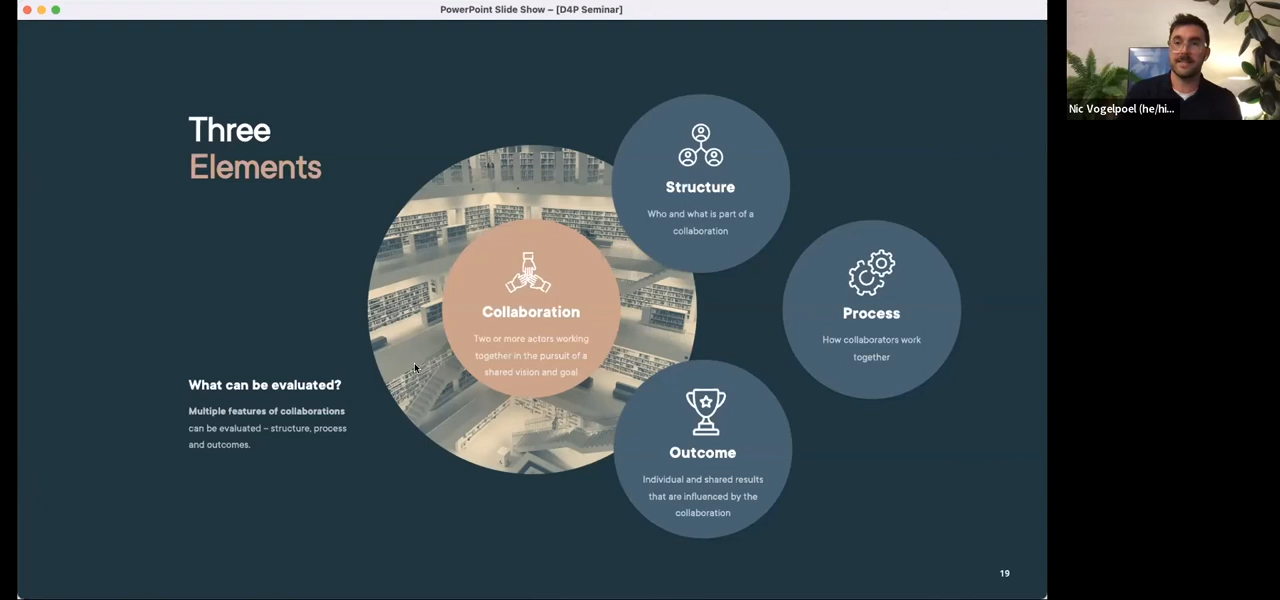 PowerPoint Slide Show – [D4P Seminar]
Nic Vogelpoel (he/hi...
Three
Elements
Structure
Who and what is part of a
collaboration
Collaboration
Two or more actors working
together in the pursuit of a
shared vision and goal
Process
How collaborators work
together
What can be evaluated?
Multiple features of collaborations
can be evaluated – structure, process
and outcomes.
Outcome
Individual and shared results
that are influenced by the
collaboration
19